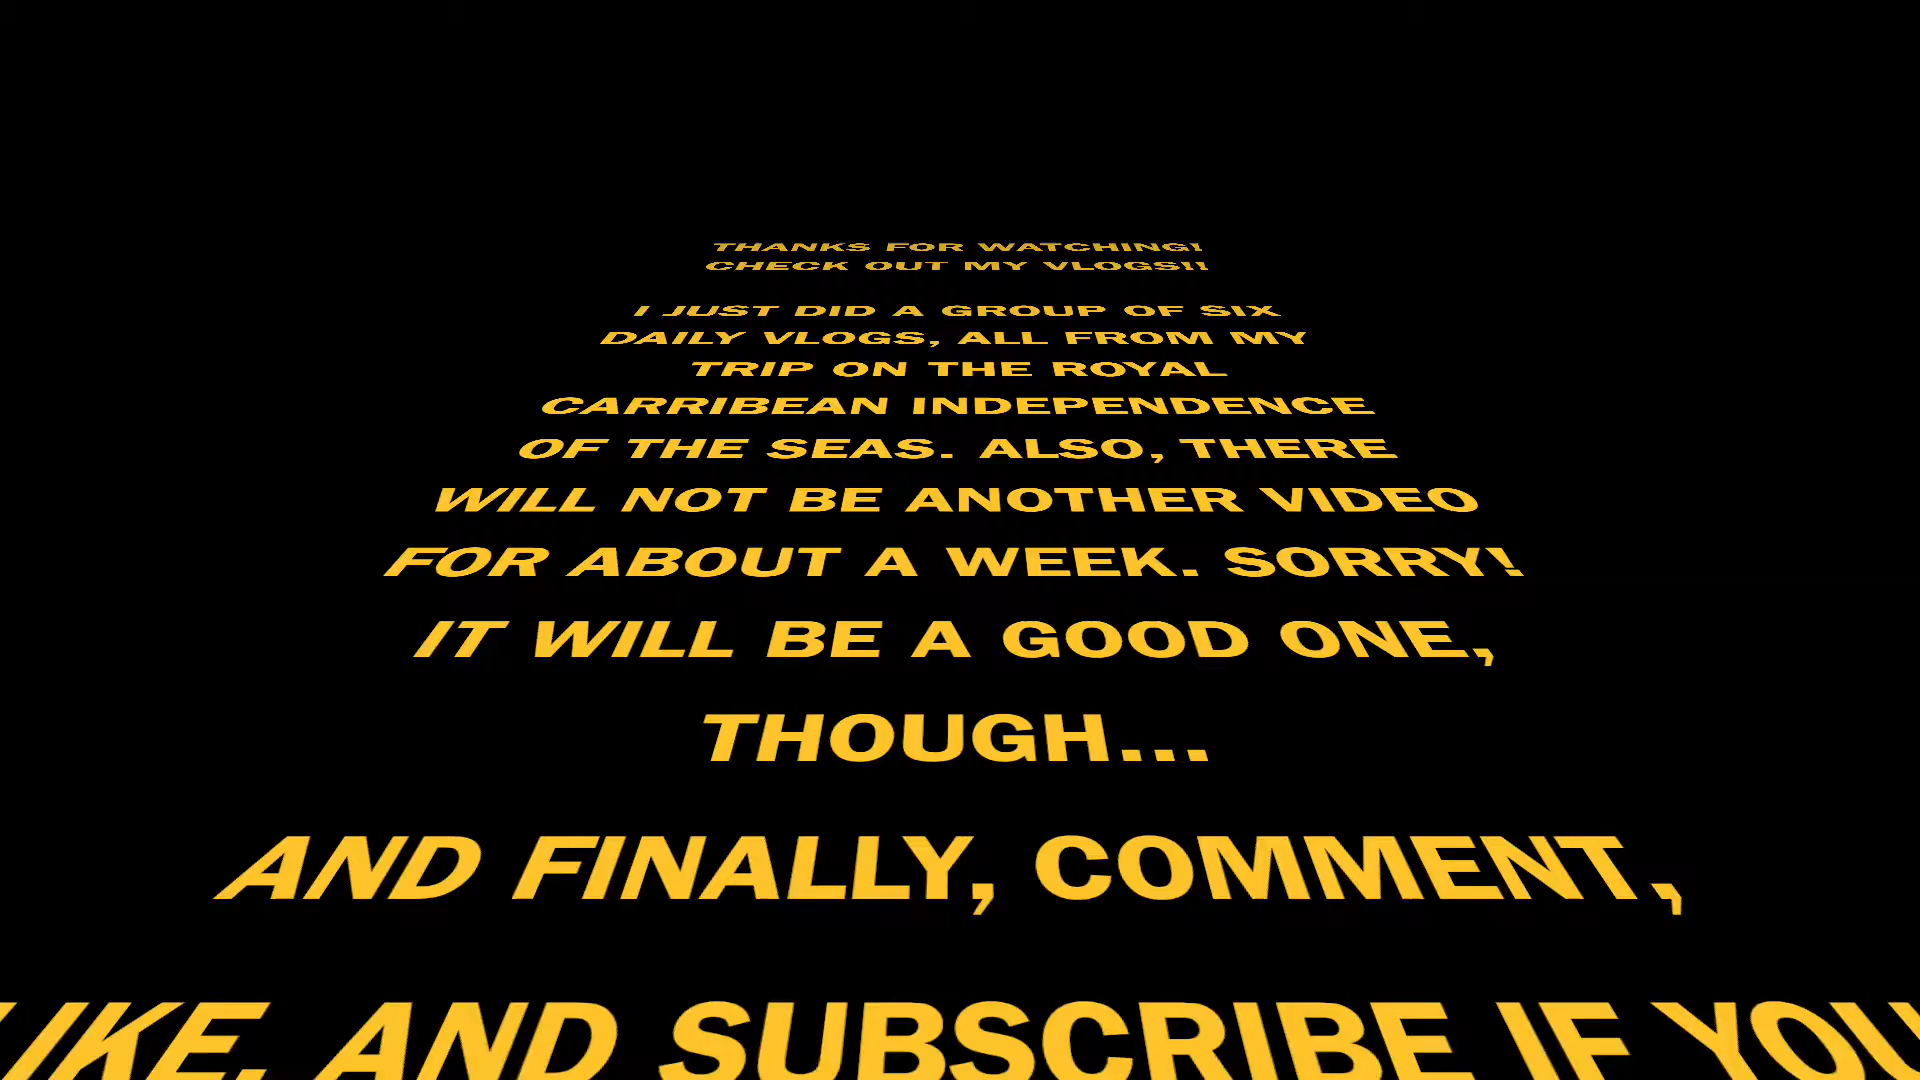 THANKS FOR WATCHING!
CHECK OUT MY VLOGS!!
I JUST DID A GROUP OF SIX
DAILY VLOGS, ALL FROM MY
TRIP ON THE ROYAL
CARRIBEAN INDEPENDENCE
OF THE SEAS. ALSO, THERE
WILL NOT BE ANOTHER VIDEO
FOR ABOUT A WEEK. SORRY!
IT WILL BE A GOOD ONE,
THOUGH...
AND FINALLY, COMMENT,
LIKE, AND SUBSCRIBE IF YOU